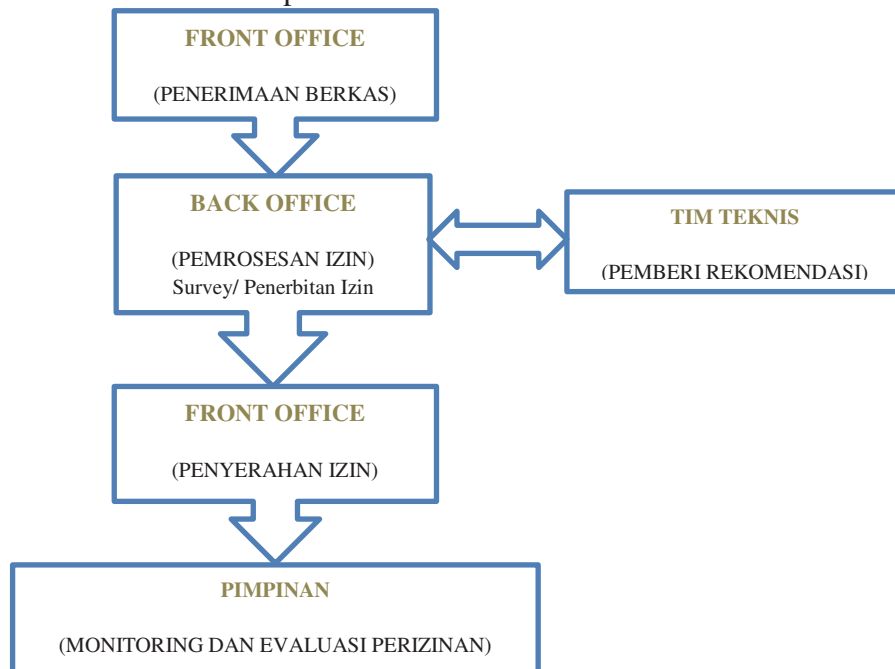 FRONT OFFICE
(PENERIMAAN BERKAS)
BACK OFFICE
(PEMROSESAN IZIN)
Survey/ Penerbitan Izin
TIM TEKNIS
(PEMBERI REKOMENDASI)
FRONT OFFICE
(PENYERAHAN IZIN)
PIMPINAN
(MONITORING DAN EVALUASI PERIZINAN)